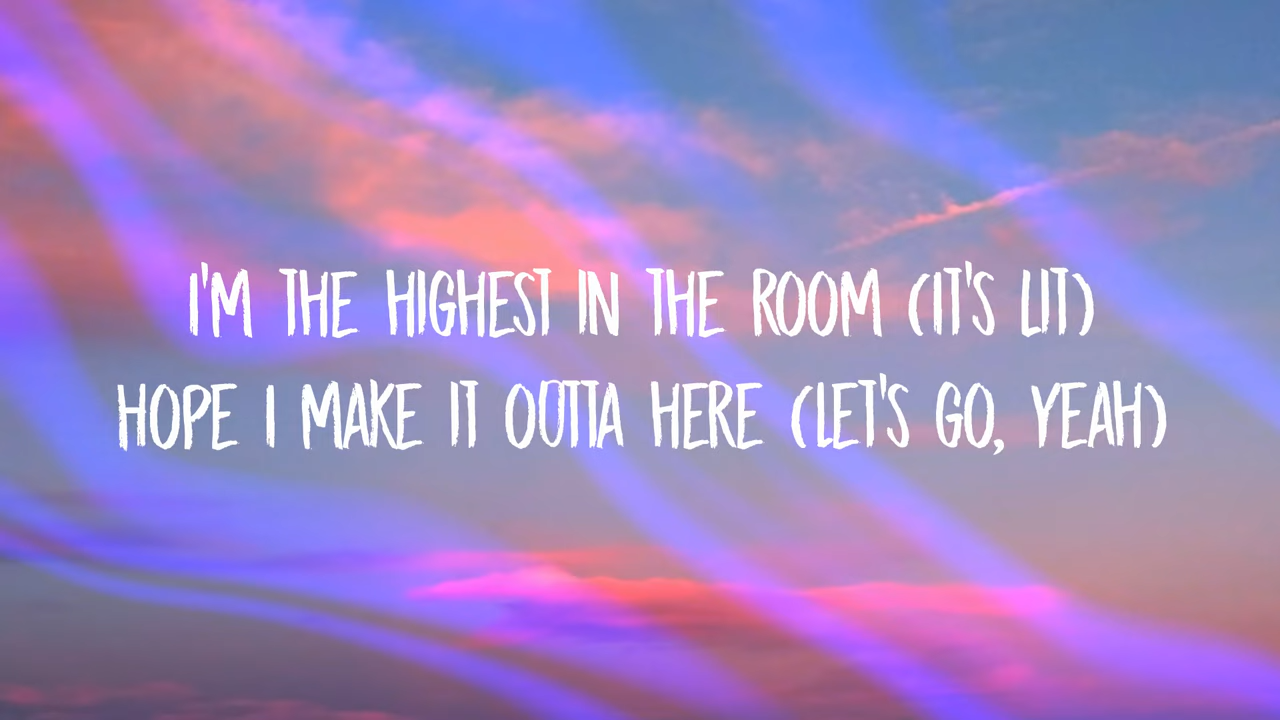 I'M THE HIGHEST IN THE ROOM (IT'S LIT)
HOPE I MAKE IT OUTTA HERE (LET'S GO, YEAH)